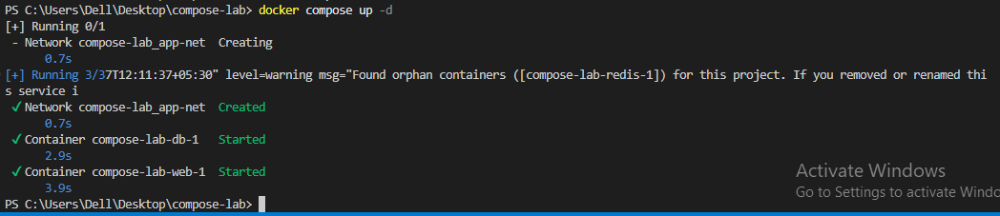 PS C:\Users\Dell\Desktop\compose-lab> docker compose up -d
[+] Running 0/1
- Network compose-lab_app-net Creating
0.7s
[+] Running 3/37T12:11:37+05:30" level=warning msg="Found orphan containers ([compose-lab-redis-1]) for this project. If you removed or renamed thi
s service i
✓ Network compose-lab_app-net Created
0.7s
✓ Container compose-lab-db-1 Started
2.9s
✓ Container compose-lab-web-1 Started
3.9s
Activate Windows
Go to Settings to activate Windo
PS C:\Users\Dell\Desktop\compose-lab>